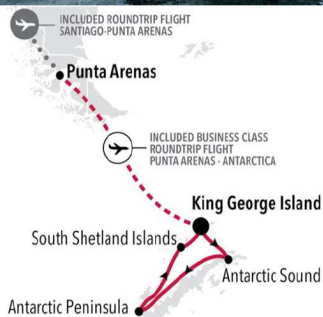 INCLUDED ROUNDTRIP FLIGHT
SANTIAGO-PUNTA ARENAS
Punta Arenas
INCLUDED BUSINESS CLASS
ROUNDTRIP FLIGHT
PUNTA ARENAS - ANTARCTICA
King George Island
South Shetland Islands
Antarctic Sound
Antarctic Peninsula